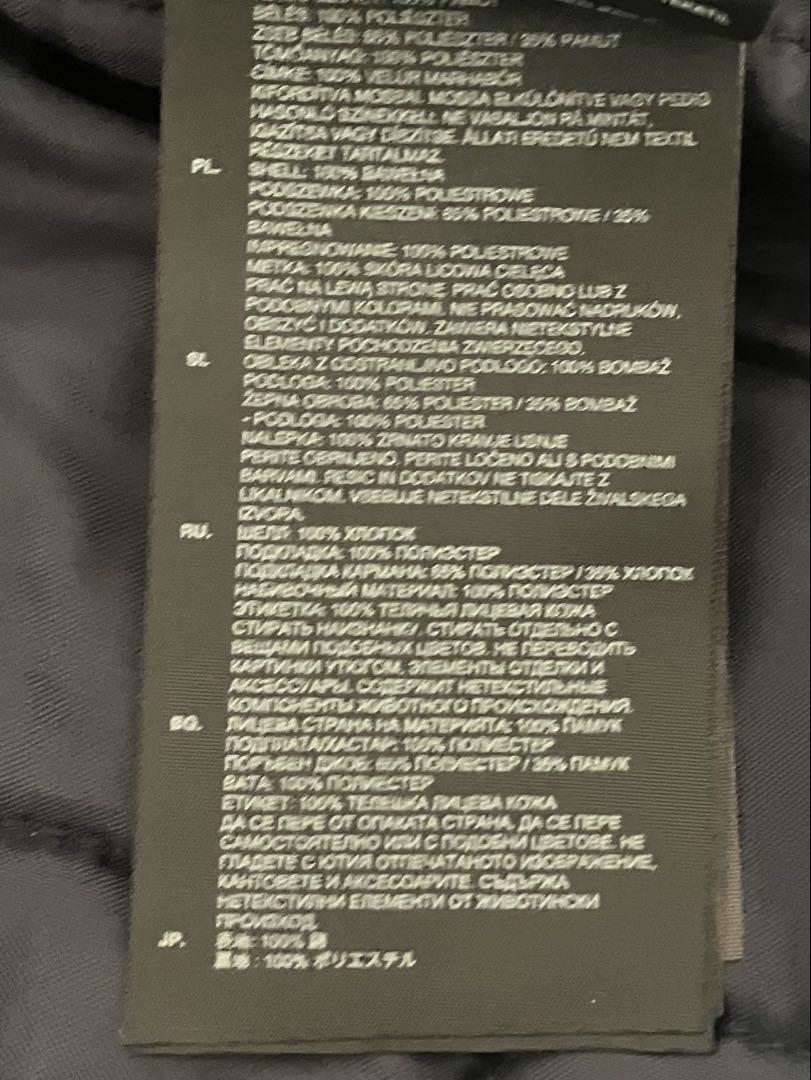 BÉLÉS: 100% POLIÉSZTER
ZSEB BÉLÉS: 65% POLIÉSZTER / 35% PAMUT
TÖMŐANYAG: 100% POLIÉSZTER
CÍMKE: 100% VELÚR MARHABŐR
KIFORDÍTVA MOSSA! MOSSA ELKÜLÖNÍTVE VAGY PEDIG
HASONLÓ SZÍNEKKEL! NE VASALJON RÁ MINTÁT,
VAGY ÁLLATI EREDETŰ NEM TEXTIL
RÉSZEKET TARTALMAZ.
PL. SHELL: 100% BAWEŁNA
PODSZEWKA: 100% POLIESTROWE
PODSZEWKA KIESZENI: 65% POLIESTROWE / 35%
BAWEŁNA
IMPREGNOWANIE: 100% POLIESTROWE
METKA: 100% SKÓRA LICOWA CIELĘCA
PRAĆ NA LEWĄ STRONĘ. PRAĆ OSOBNO LUB Z
PODOBNYMI KOLORAMI. NIE PRASOWAĆ NADRUKÓW,
OBSZYĆ I DODATKÓW. ZAWIERA NIETEKSTYLNE
ELEMENTY POCHODZENIA ZWIERZĘCEGO.
SL. OBLEKA Z ODSTRANLJIVO PODLOGO: 100% BOMBAŽ
PODLOGA: 100% POLIESTER
ŽEPNA OBROBA: 65% POLIESTER / 35% BOMBAŽ
- PODLOGA: 100% POLIESTER
NALEPKA: 100% ZRNATO KRAVJE USNJE
PERITE OBRNJENO. PERITE LOČENO ALI S PODOBNIMI
BARVAMI. RESIC IN DODATKOV NE TISKAJTE Z
LIKALNIKOM. VSEBUJE NETEKSTILNE DELE ŽIVALSKEGA
IZVORA.
RU. ШЕЛЛ: 100% ХЛОПОК
ПОДКЛАДКА: 100% ПОЛИЭСТЕР
ПОДКЛАДКА КАРМАНА: 65% ПОЛИЭСТЕР / 35% ХЛОПОК
НАБИВОЧНЫЙ МАТЕРИАЛ: 100% ПОЛИЭСТЕР
ЭТИКЕТКА: 100% ТЕЛЯЧЬЯ ЛИЦЕВАЯ КОЖА
СТИРАТЬ НАИЗНАНКУ. СТИРАТЬ ОТДЕЛЬНО С
ВЕЩАМИ ПОДОБНЫХ ЦВЕТОВ. НЕ ПЕРЕВОДИТЬ
КАРТИНКИ УТЮГОМ. ЭЛЕМЕНТЫ ОТДЕЛКИ И
АКСЕССУАРЫ. СОДЕРЖИТ НЕТЕКСТИЛЬНЫЕ
КОМПОНЕНТЫ ЖИВОТНОГО ПРОИСХОЖДЕНИЯ.
BG. ЛИЦЕВА СТРАНА НА МАТЕРИЯТА: 100% ПАМУК
ПОДПЛАТА/ХАСТАР: 100% ПОЛИЕСТЕР
ПОРЪБЕН ДЖОБ: 65% ПОЛИЕСТЕР / 35% ПАМУК
ВАТА: 100% ПОЛИЕСТЕР
ЕТИКЕТ: 100% ТЕЛЕШКА ЛИЦЕВА КОЖА
ДА СЕ ПЕРЕ ОТ ОПАКАТА СТРАНА. ДА СЕ ПЕРЕ
САМОСТОЯТЕЛНО ИЛИ С ПОДОБНИ ЦВЕТОВЕ. НЕ
ГЛАДЕТЕ С ЮТИЯ ОТПЕЧАТАНОТО ИЗОБРАЖЕНИЕ,
КАНТОВЕТЕ И АКСЕСОАРИТЕ. СЪДЪРЖА
НЕТЕКСТИЛНИ ЕЛЕМЕНТИ ОТ ЖИВОТИНСКИ
ПРОИЗХОД.
JP. 表地: 100% 綿
裏地: 100% ポリエステル